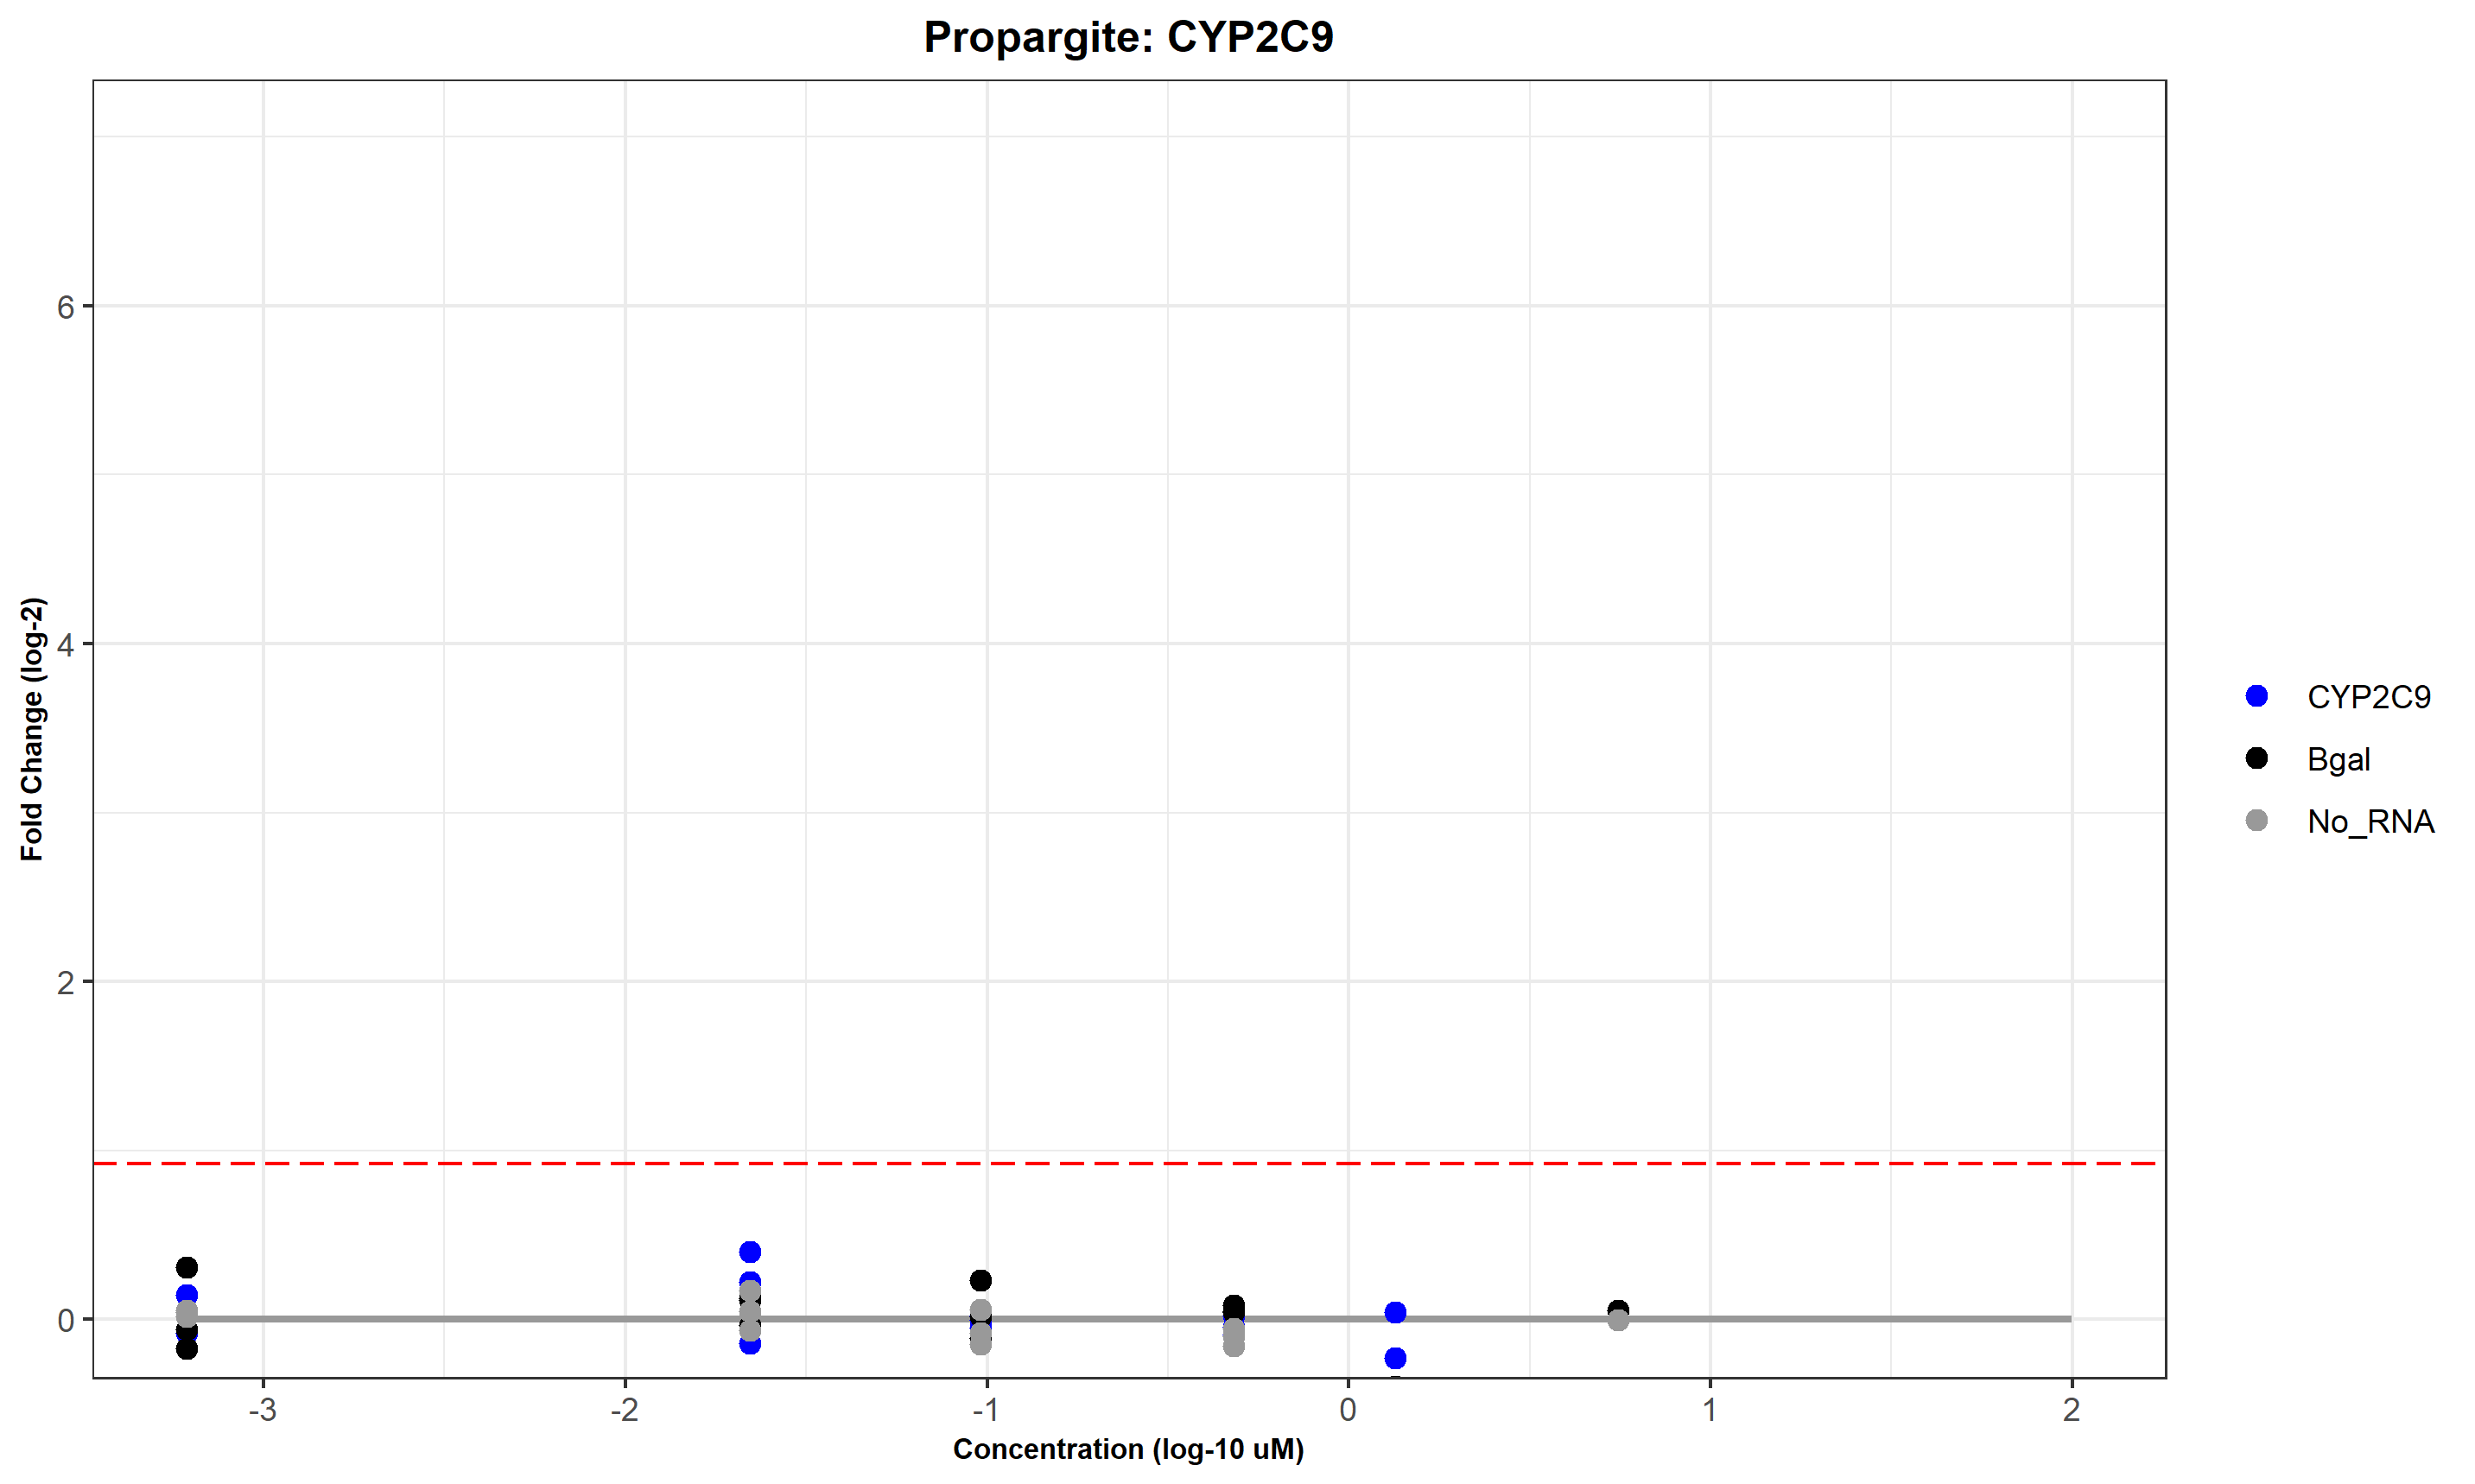 Propargite: CYP2C9
Fold Change (log-2)
6
4
2
0
-3
-2
-1
0
1
2
Concentration (log-10 uM)
CYP2C9
Bgal
No_RNA